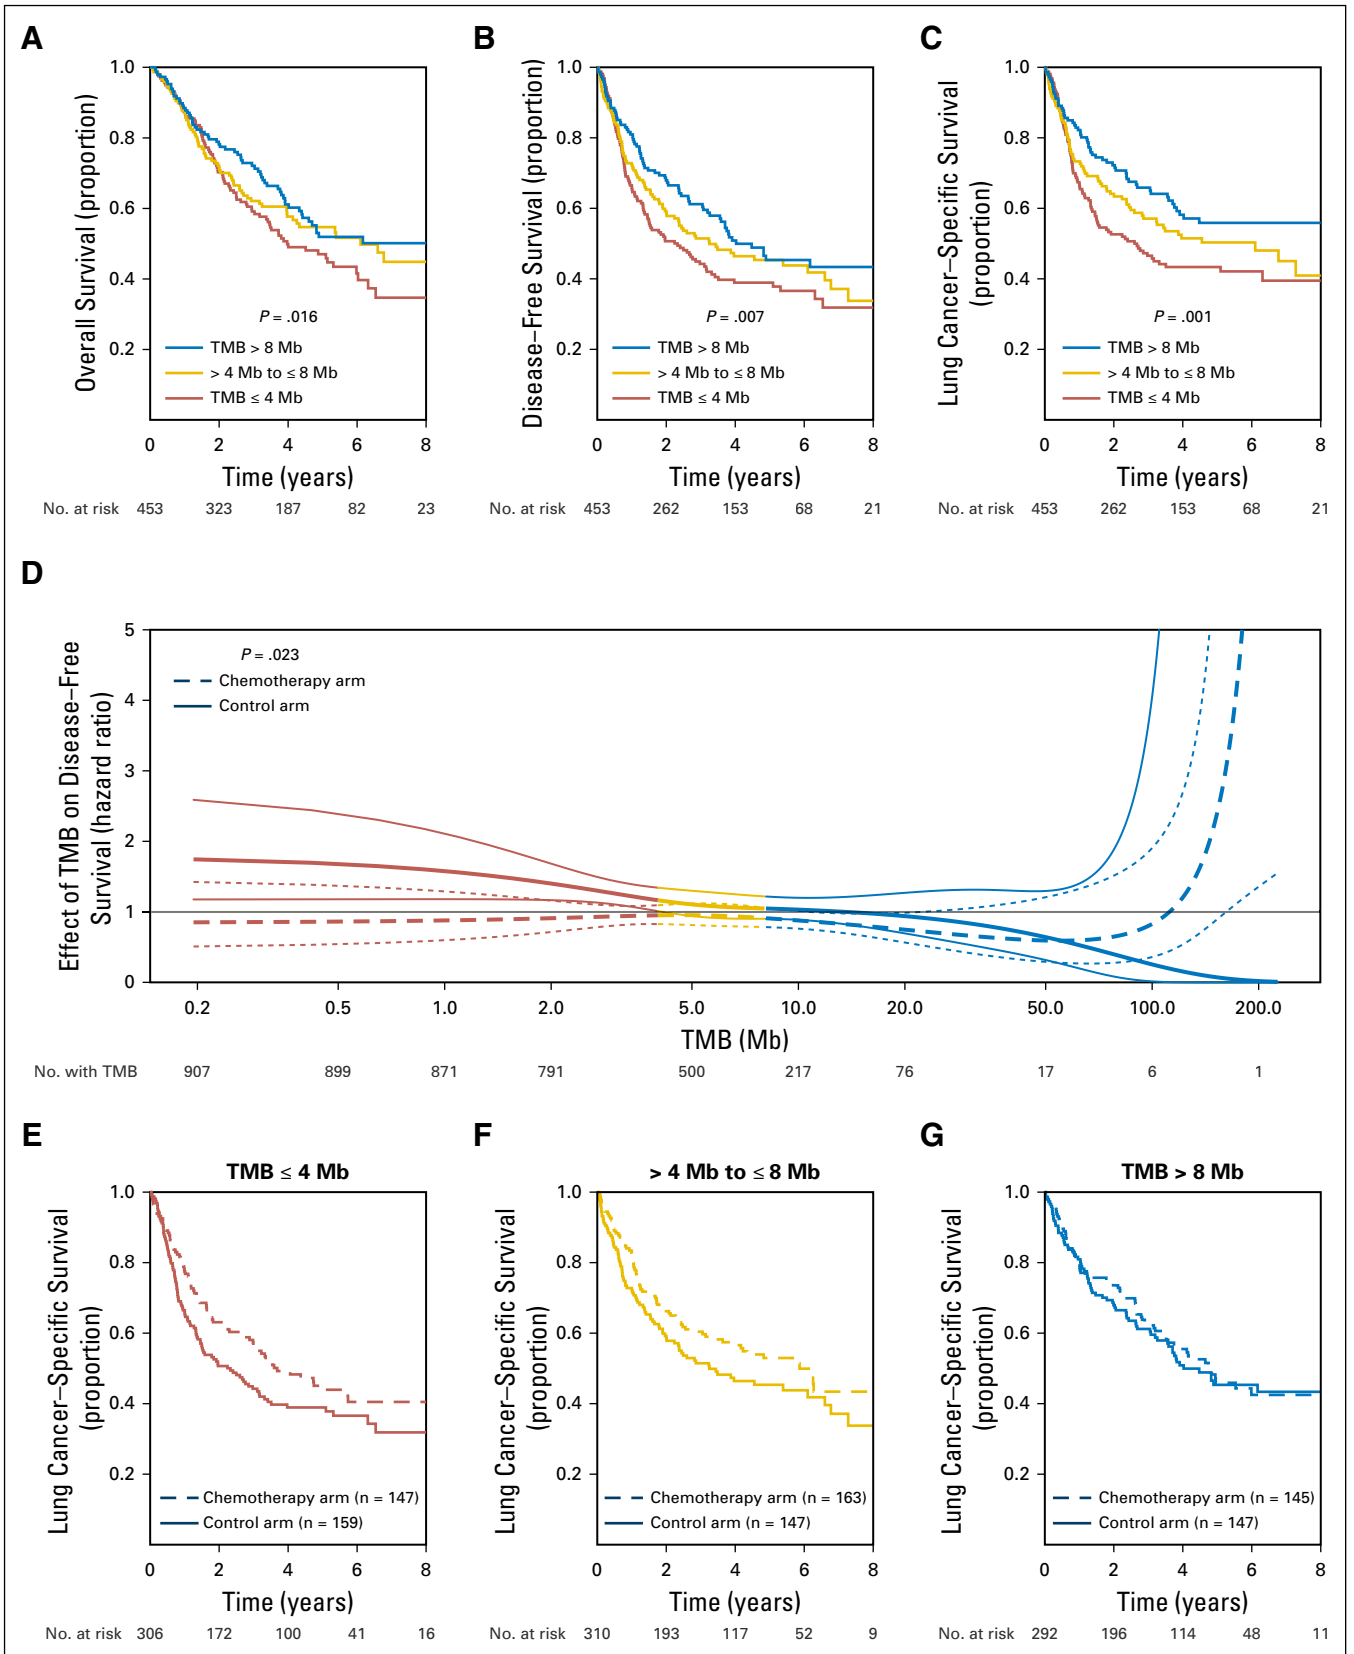 A
Overall Survival (proportion)
1.0
0.8
0.6
0.4
0.2
P = .016
TMB > 8 Mb
> 4 Mb to ≤ 8 Mb
TMB ≤ 4 Mb
0 2 4 6 8
Time (years)
No. at risk 453 323 187 82 23
B
Disease–Free Survival (proportion)
1.0
0.8
0.6
0.4
0.2
P = .007
TMB > 8 Mb
> 4 Mb to ≤ 8 Mb
TMB ≤ 4 Mb
0 2 4 6 8
Time (years)
No. at risk 453 262 153 68 21
C
Lung Cancer–Specific Survival
(proportion)
1.0
0.8
0.6
0.4
0.2
P = .001
TMB > 8 Mb
> 4 Mb to ≤ 8 Mb
TMB ≤ 4 Mb
0 2 4 6 8
Time (years)
No. at risk 453 262 153 68 21
D
Effect of TMB on Disease–Free
Survival (hazard ratio)
5
4
3
2
1
0
P = .023
Chemotherapy arm
Control arm
0.2 0.5 1.0 2.0 5.0 10.0 20.0 50.0 100.0 200.0
TMB (Mb)
No. with TMB 907 899 871 791 500 217 76 17 6 1
E
TMB ≤ 4 Mb
Lung Cancer–Specific Survival
(proportion)
1.0
0.8
0.6
0.4
0.2
Chemotherapy arm (n = 147)
Control arm (n = 159)
0 2 4 6 8
Time (years)
No. at risk 306 172 100 41 16
F
> 4 Mb to ≤ 8 Mb
Lung Cancer–Specific Survival
(proportion)
1.0
0.8
0.6
0.4
0.2
Chemotherapy arm (n = 163)
Control arm (n = 147)
0 2 4 6 8
Time (years)
No. at risk 310 193 117 52 9
G
TMB > 8 Mb
Lung Cancer–Specific Survival
(proportion)
1.0
0.8
0.6
0.4
0.2
Chemotherapy arm (n = 145)
Control arm (n = 147)
0 2 4 6 8
Time (years)
No. at risk 292 196 114 48 11